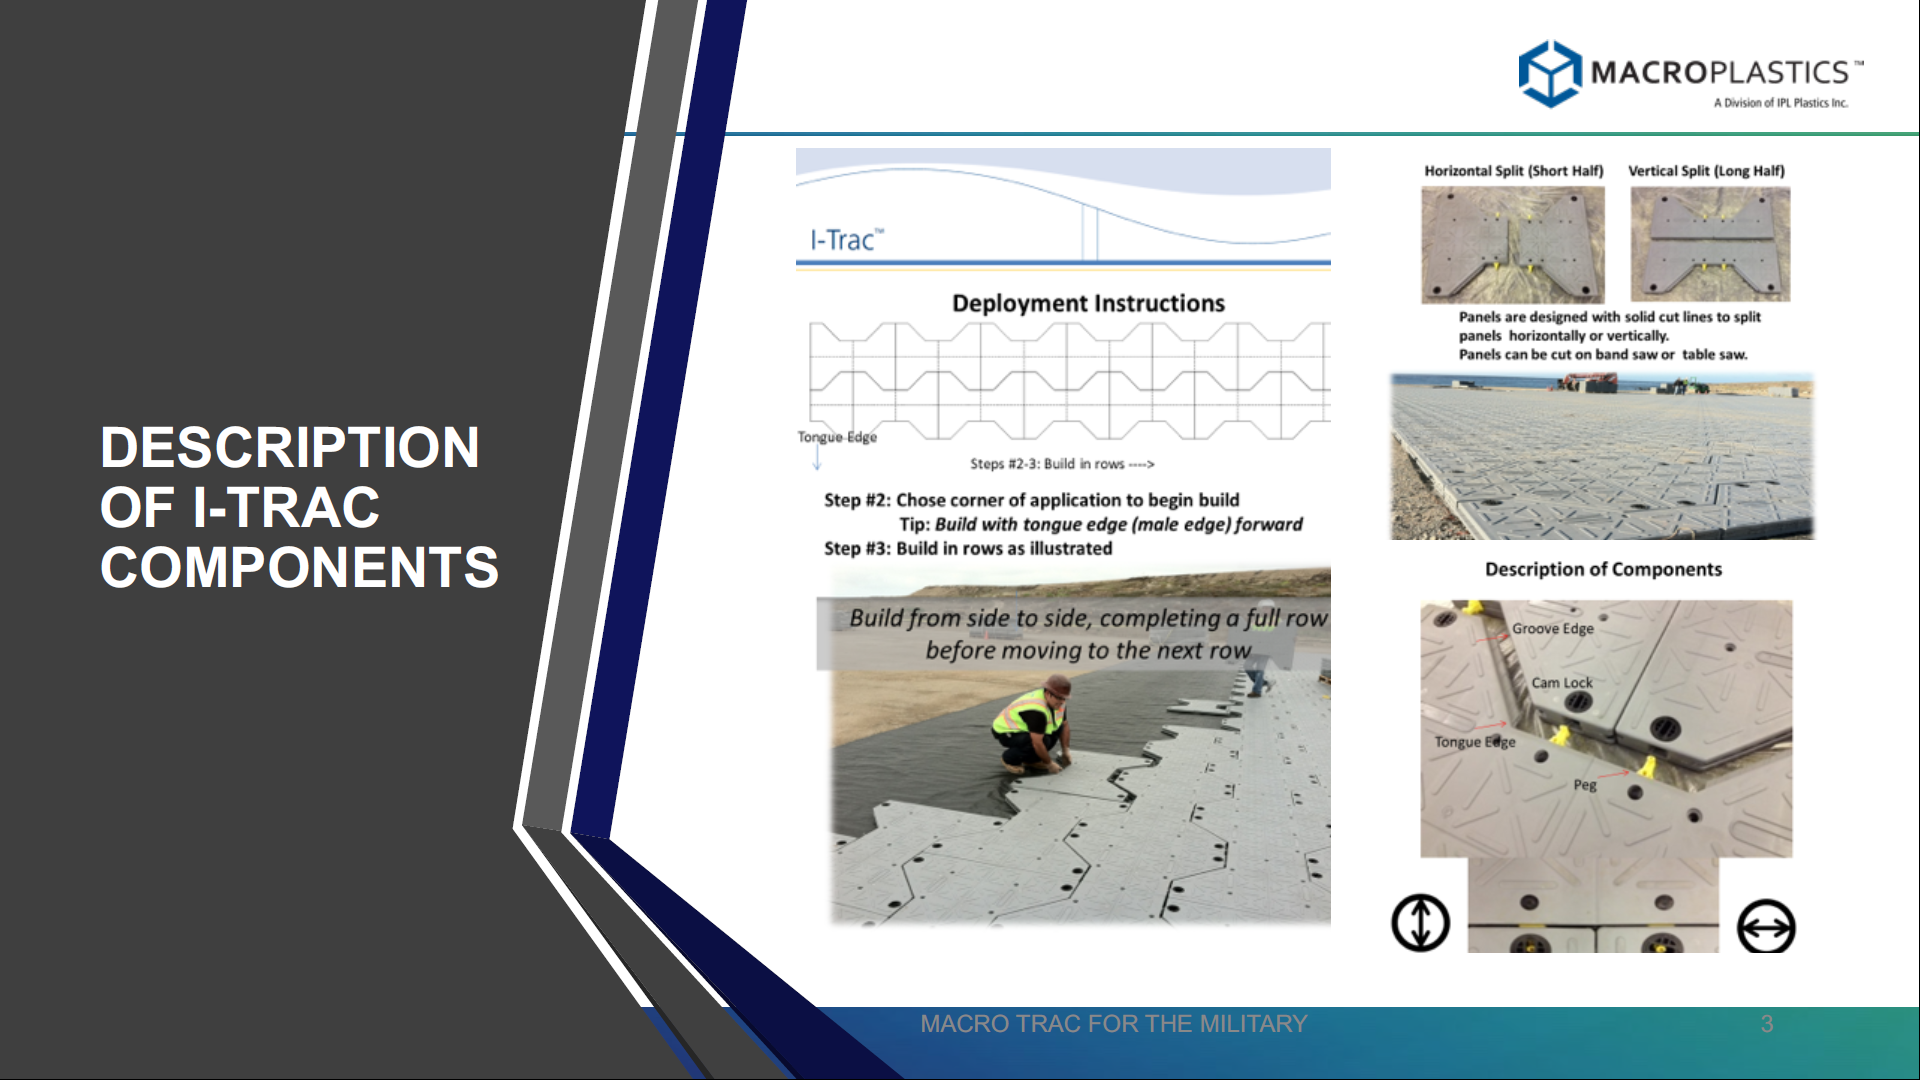 MACROPLASTICS™
A Division of IPL Plastics Inc.
DESCRIPTION
OF I-TRAC
COMPONENTS
I-Trac™
Deployment Instructions
Tongue Edge
Steps #2-3: Build in rows ---->
Step #2: Chose corner of application to begin build
Tip: Build with tongue edge (male edge) forward
Step #3: Build in rows as illustrated
Build from side to side, completing a full row
before moving to the next row
Horizontal Split (Short Half)
Vertical Split (Long Half)
Panels are designed with solid cut lines to split
panels horizontally or vertically.
Panels can be cut on band saw or table saw.
Description of Components
Groove Edge
Cam Lock
Tongue Edge
Peg
MACRO TRAC FOR THE MILITARY
3